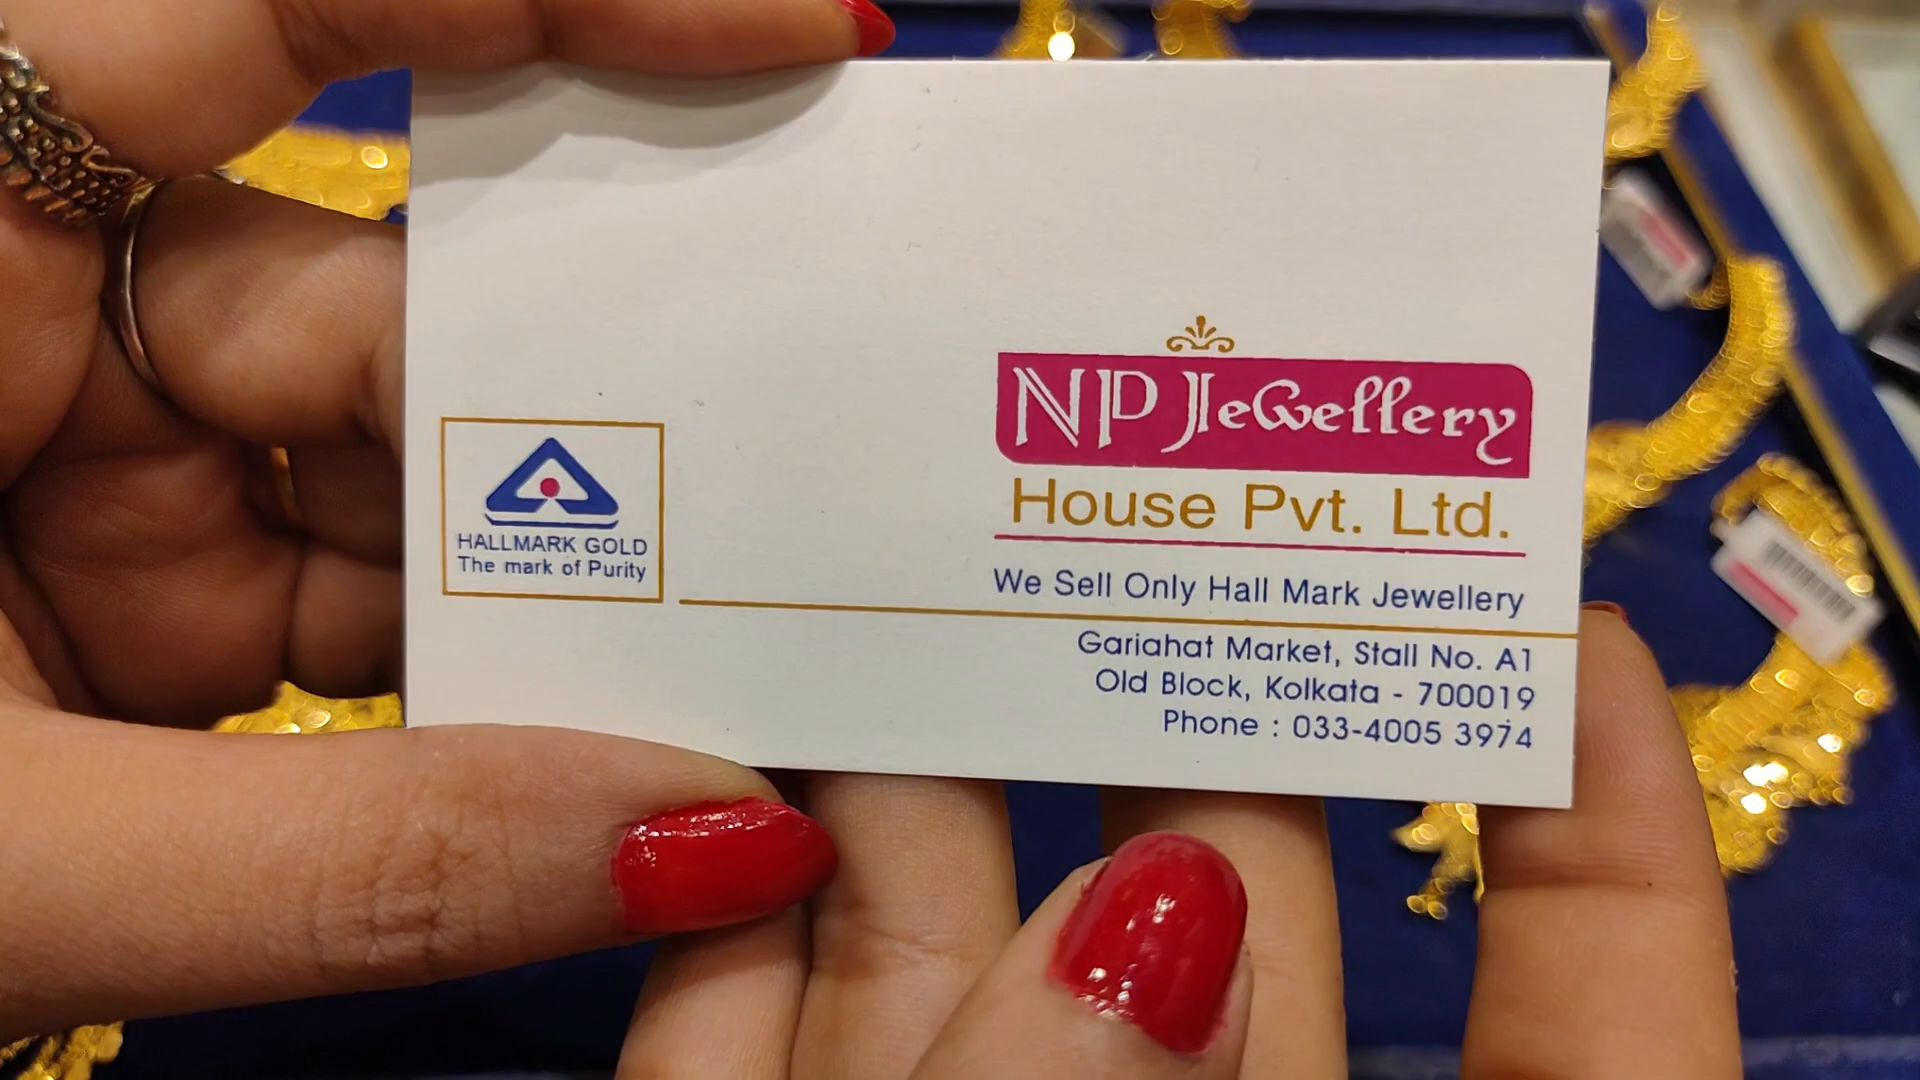 NP Jewellery
House Pvt. Ltd.
We Sell Only Hall Mark Jewellery
HALLMARK GOLD
The mark of Purity
Gariahat Market, Stall No. A1
Old Block, Kolkata - 700019
Phone : 033-4005 3974